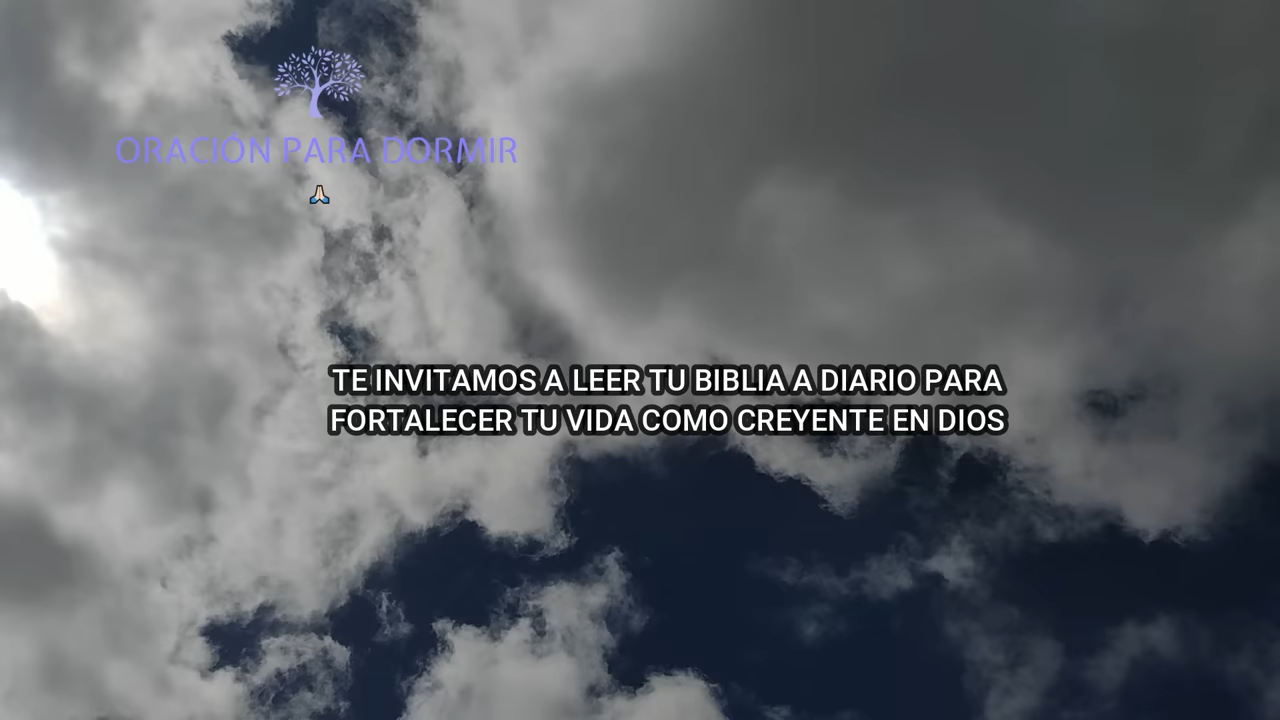 ORACIÓN PARA DORMIR
TE INVITAMOS A LEER TU BIBLIA A DIARIO PARA
FORTALECER TU VIDA COMO CREYENTE EN DIOS